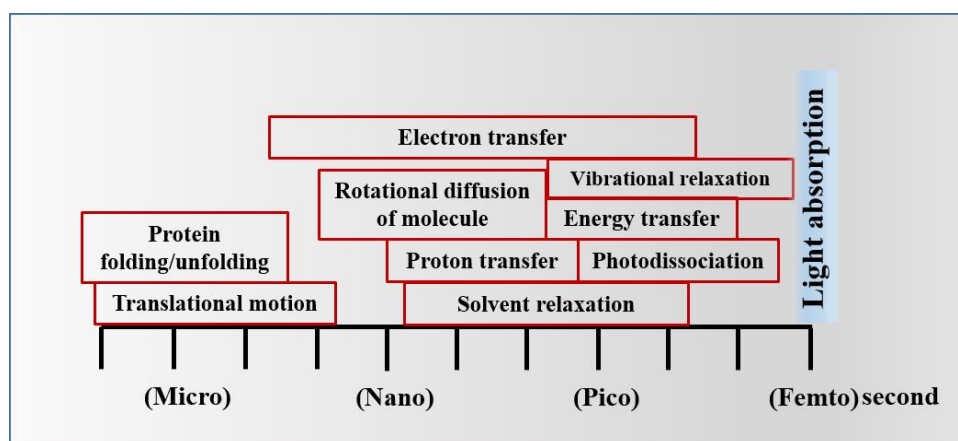 Electron transfer
Vibrational relaxation
Rotational diffusion
of molecule
Energy transfer
Protein
folding/unfolding
Proton transfer
Photodissociation
Translational motion
Solvent relaxation
Light absorption
(Micro)
(Nano)
(Pico)
(Femto) second